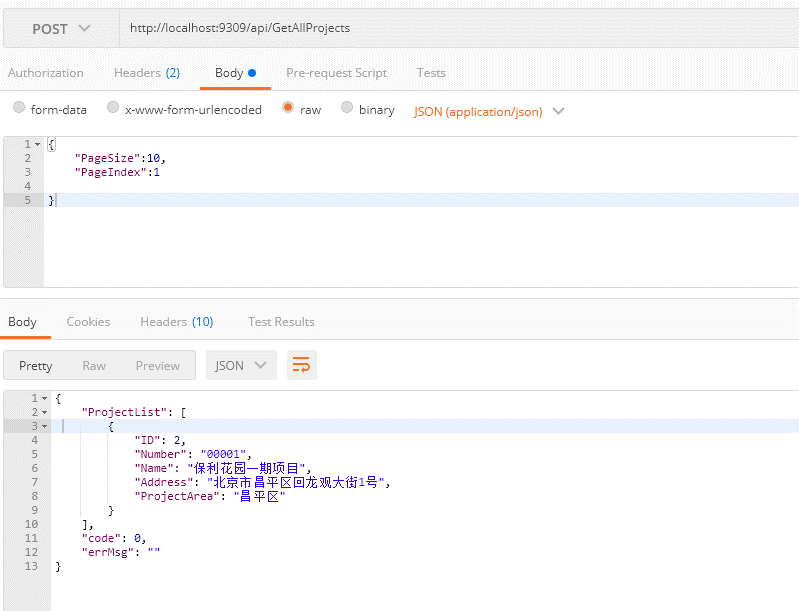 POST http://localhost:9309/api/GetAllProjects
Authorization Headers (2) Body Pre-request Script Tests
form-data x-www-form-urlencoded raw binary JSON (application/json)
1 {
2 "PageSize":10,
3 "PageIndex":1
4
5 }
Body Cookies Headers (10) Test Results
Pretty Raw Preview JSON
1 {
2 "ProjectList": [
3 {
4 "ID": 2,
5 "Number": "00001",
6 "Name": "保利花园一期项目",
7 "Address": "北京市昌平区回龙观大街1号",
8 "ProjectArea": "昌平区"
9 }
10 ],
11 "code": 0,
12 "errMsg": ""
13 }